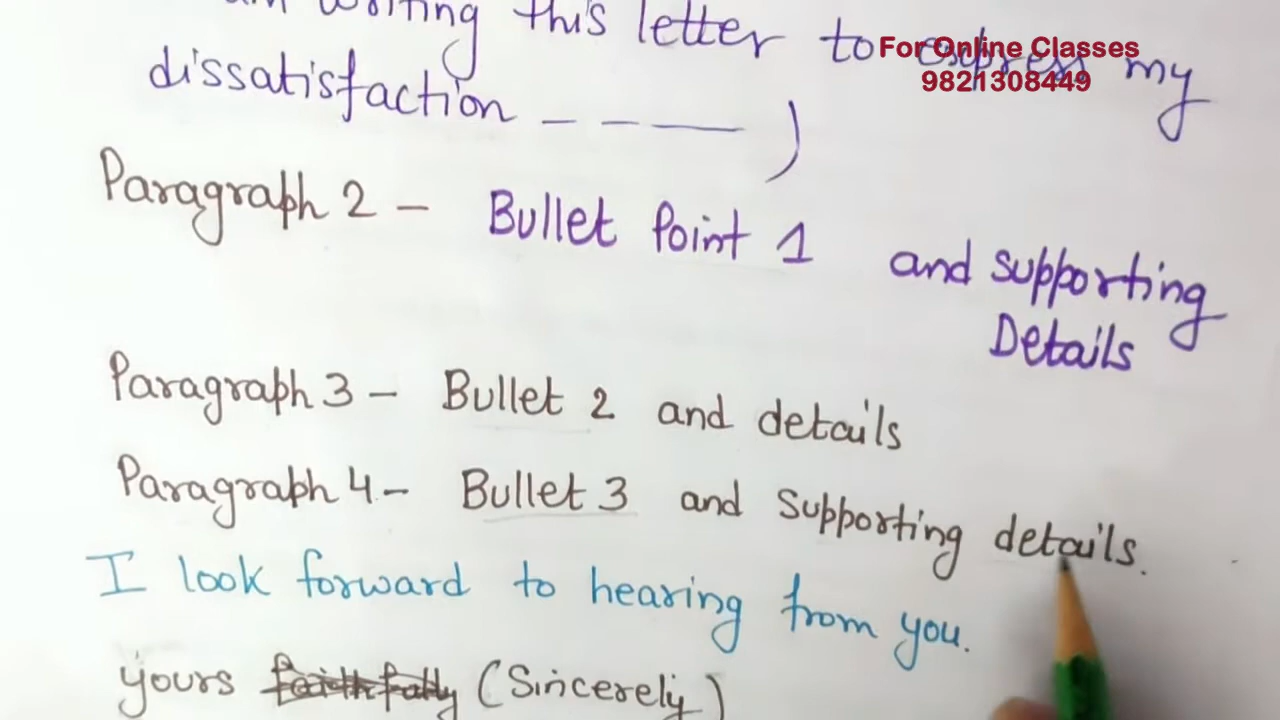 am writing this letter to express my
For Online Classes
9821308449
dissatisfaction - - - — )
Paragraph 2 - Bullet Point 1 and supporting
Details
Paragraph 3 - Bullet 2 and details
Paragraph 4 - Bullet 3 and supporting details.
I look forward to hearing from you.
yours faithfully (Sincerely)